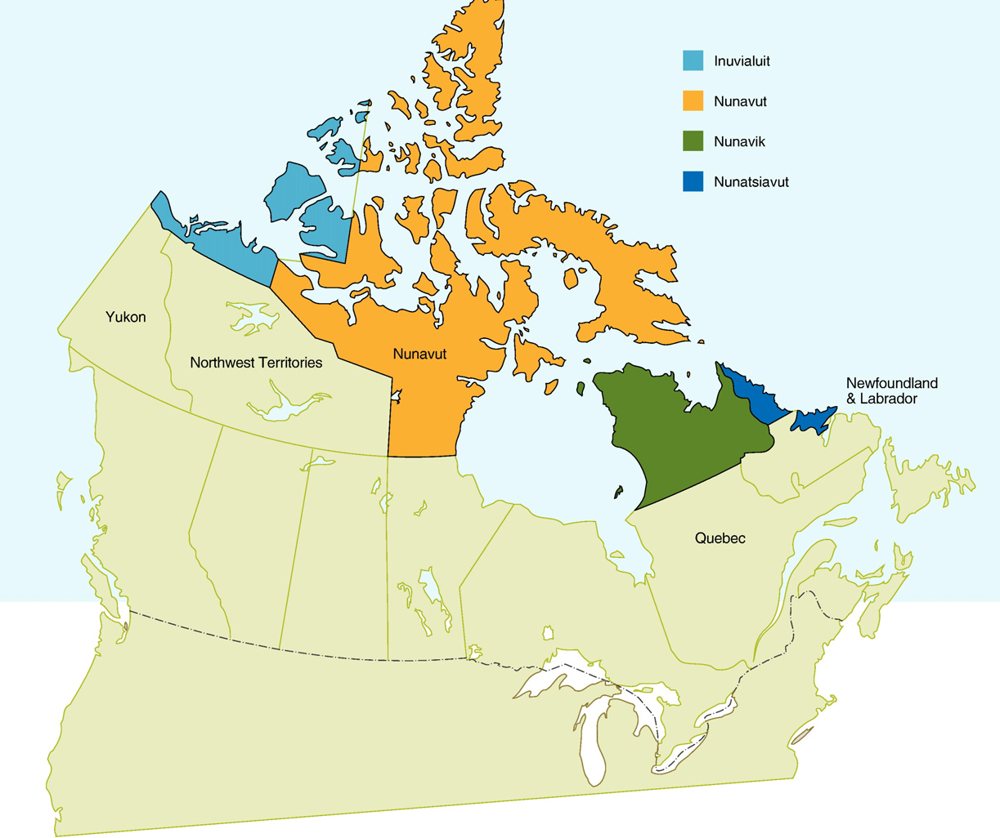 Inuvialuit
Nunavut
Nunavik
Nunatsiavut
Yukon
Northwest Territories
Nunavut
Newfoundland
& Labrador
Quebec